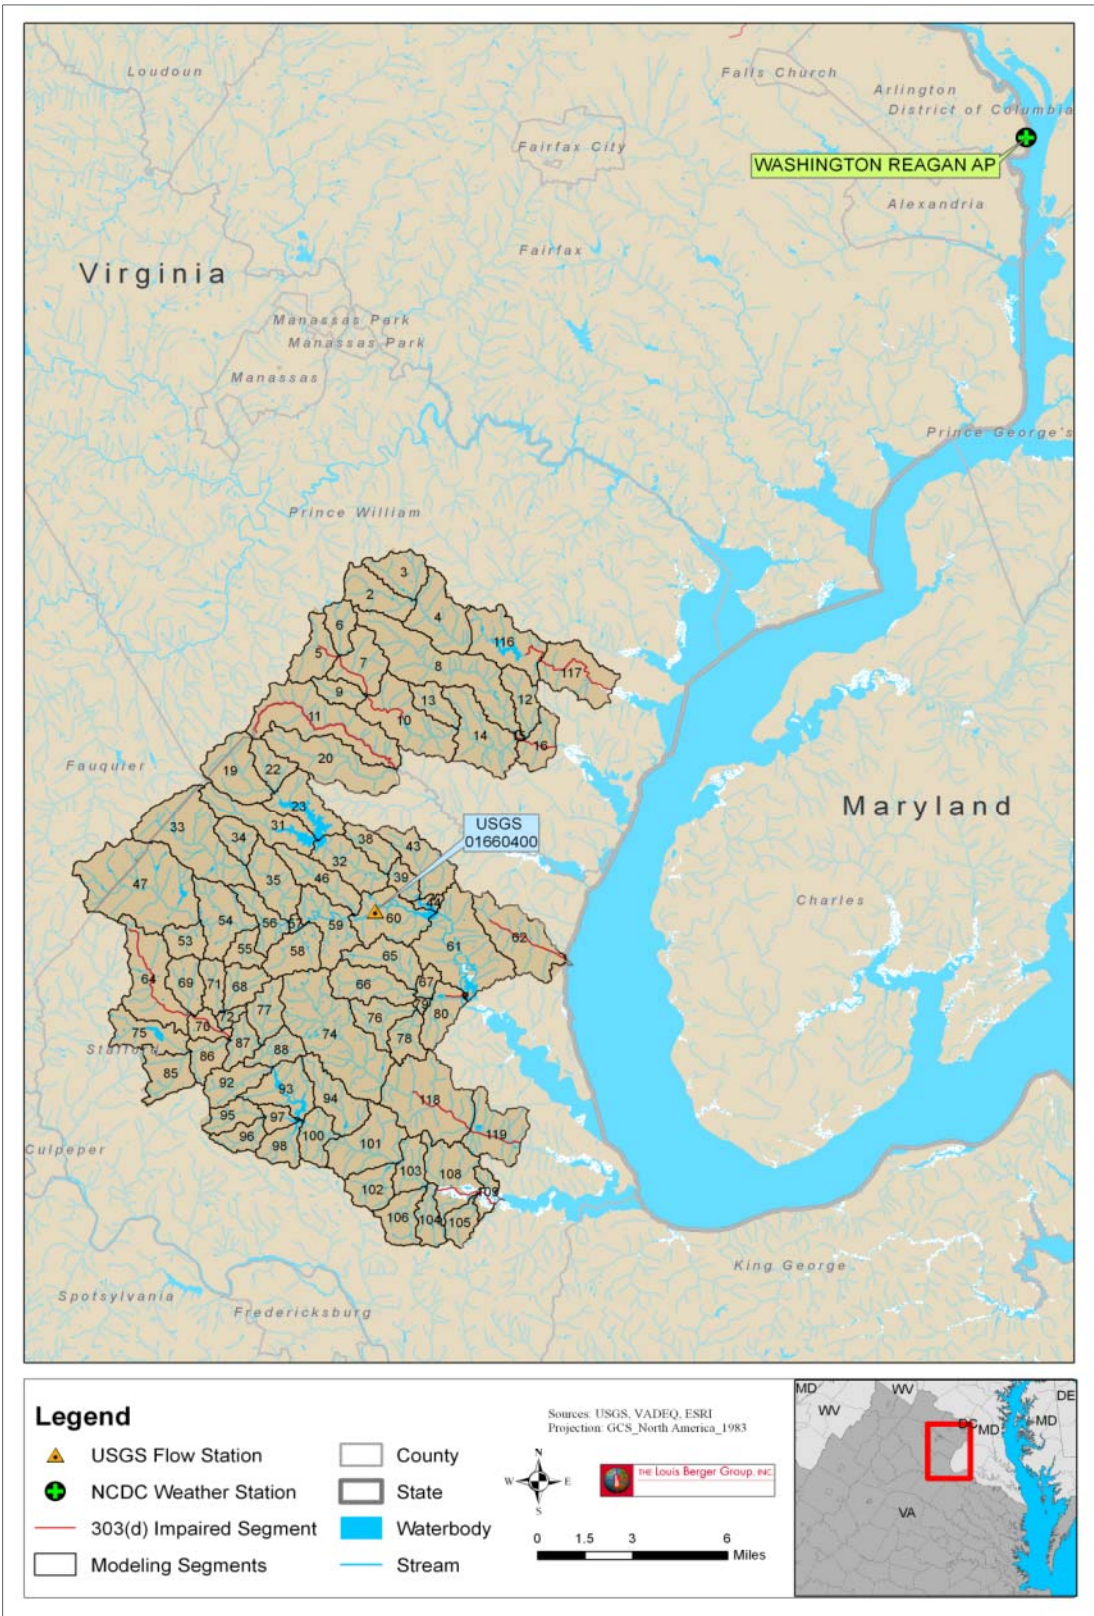 Loudoun
Falls Church
Arlington
District of Columbia
Fairfax City
WASHINGTON REAGAN AP
Alexandria
Fairfax
Virginia
Manassas Park
Manassas Park
Manassas
Prince George's
Prince William
3
2
4
6
116
5
7
8
117
12
9
13
11
10
14
16
20
19
22
Fauquier
23
Maryland
33
31
USGS
01660400
34
38
43
32
35
46
39
47
Charles
54
56
57
59
60
53
55
58
61
62
65
64
69
71
68
66
67
72
77
76
79
80
70
75
74
78
87
Stafford
86
88
85
92
93
94
118
95
97
100
119
96
98
101
Culpeper
103
108
102
109
106
104
105
King George
Spotsylvania
Fredericksburg
Legend
USGS Flow Station
NCDC Weather Station
303(d) Impaired Segment
Modeling Segments
County
State
Waterbody
Stream
Sources: USGS, VADEQ, ESRI
Projection: GCS_North America_1983
N
W E
S
THE Louis Berger Group, INC.
0 1.5 3 6
Miles
MD
WV
DE
WV
DC
MD
MD
VA